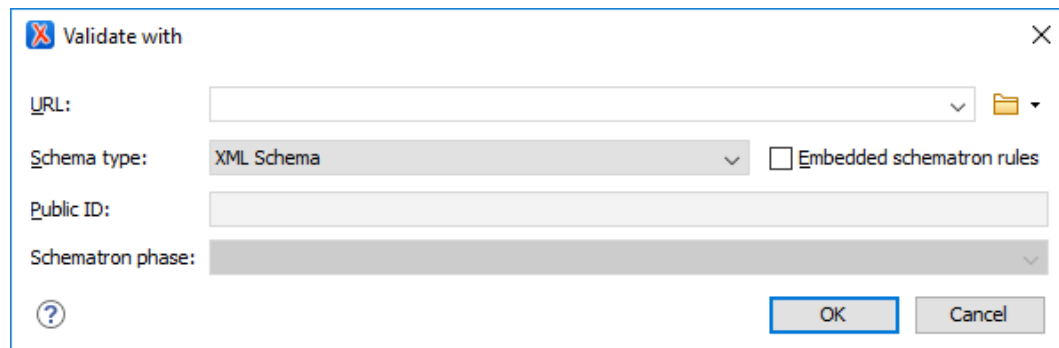 Validate with
URL:
Schema type: XML Schema Embedded schematron rules
Public ID:
Schematron phase:
? OK Cancel